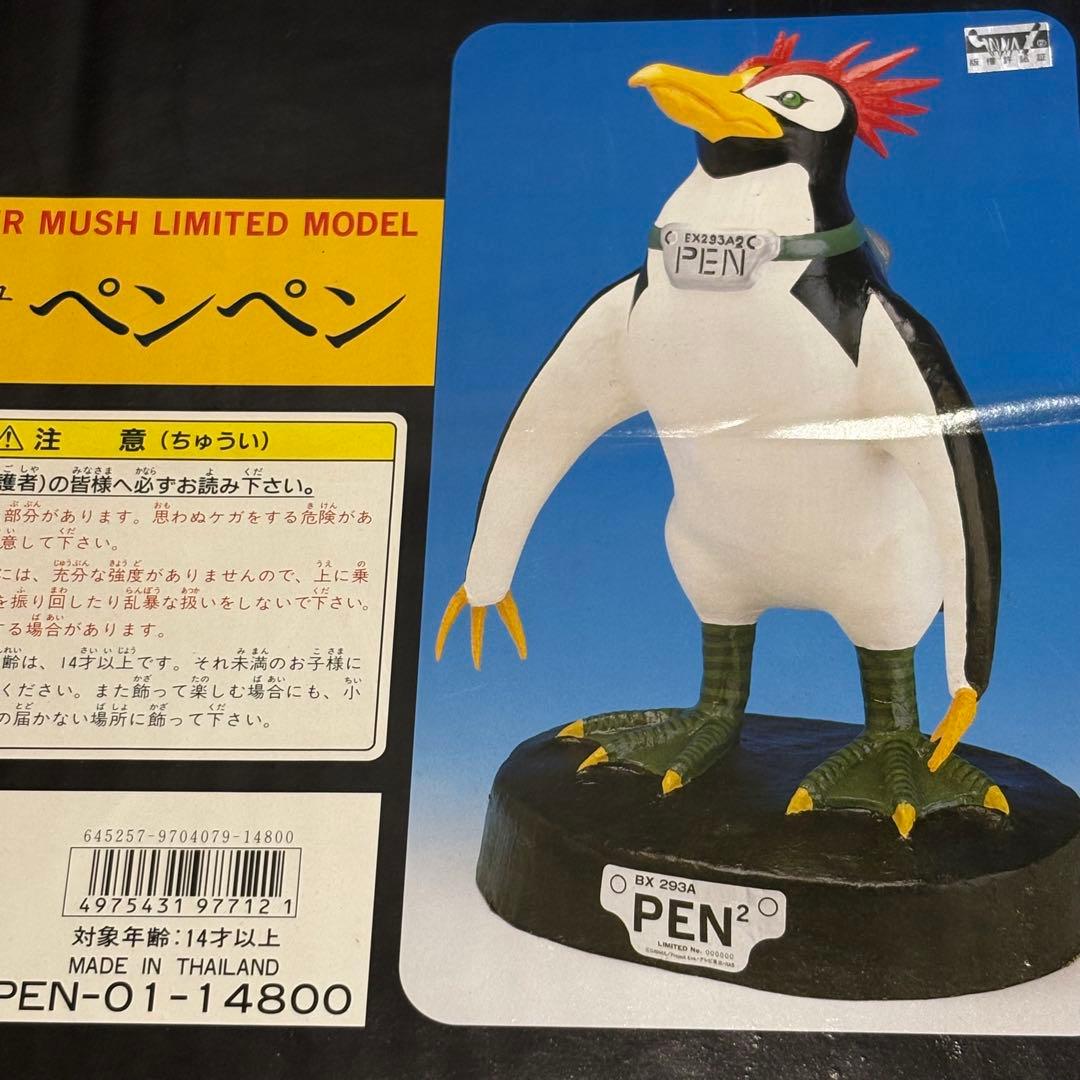 R MUSH LIMITED MODEL
ュ ペンペン
注 意 (ちゅうい)
護者)の皆様へ必ずお読み下さい。
部分があります。思わぬケガをする危険があ
意して下さい。
には、充分な強度がありませんので、上に乗
を振り回したり乱暴な扱いをしないで下さい。
する場合があります。
齢は、14才以上です。それ未満のお子様に
ください。また飾って楽しむ場合にも、小
の届かない場所に飾って下さい。
645257-9704079-14800
4975431 977121
対象年齢:14才以上
MADE IN THAILAND
PEN-01-14800
GAINAX
版権許諾証
EX293A2
PEN
BX 293A
PEN²
LIMITED No. 000000